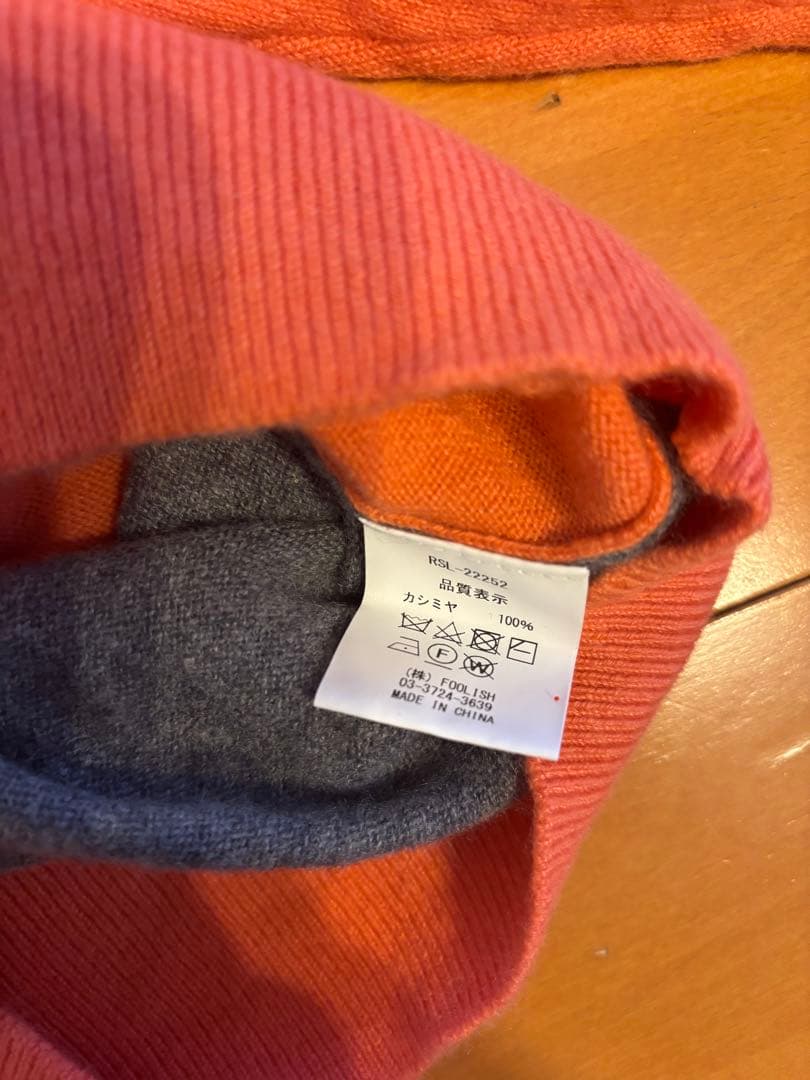 RSL-22252
品質表示
カシミヤ 100%
F W
(株) FOOLISH
03-3724-3639
MADE IN CHINA